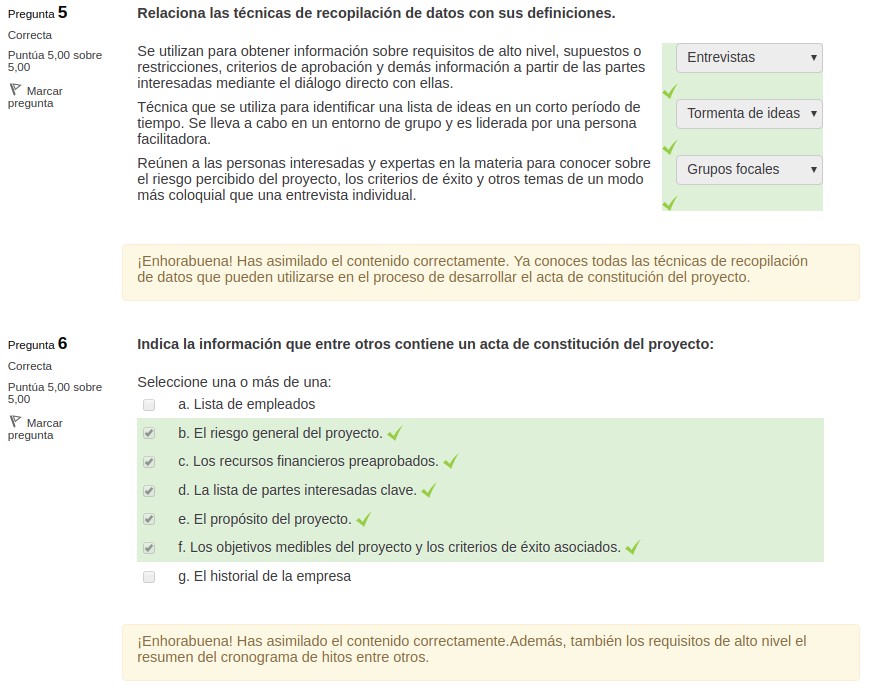 Pregunta 5
Correcta
Puntúa 5,00 sobre
5,00
Marcar
pregunta
Relaciona las técnicas de recopilación de datos con sus definiciones.
Se utilizan para obtener información sobre requisitos de alto nivel, supuestos o
restricciones, criterios de aprobación y demás información a partir de las partes
interesadas mediante el diálogo directo con ellas.
Entrevistas
Técnica que se utiliza para identificar una lista de ideas en un corto período de
tiempo. Se lleva a cabo en un entorno de grupo y es liderada por una persona
facilitadora.
Tormenta de ideas
Reúnen a las personas interesadas y expertas en la materia para conocer sobre
el riesgo percibido del proyecto, los criterios de éxito y otros temas de un modo
más coloquial que una entrevista individual.
Grupos focales
¡Enhorabuena! Has asimilado el contenido correctamente. Ya conoces todas las técnicas de recopilación
de datos que pueden utilizarse en el proceso de desarrollar el acta de constitución del proyecto.
Pregunta 6
Correcta
Puntúa 5,00 sobre
5,00
Marcar
pregunta
Indica la información que entre otros contiene un acta de constitución del proyecto:
Seleccione una o más de una:
a. Lista de empleados
b. El riesgo general del proyecto.
c. Los recursos financieros preaprobados.
d. La lista de partes interesadas clave.
e. El propósito del proyecto.
f. Los objetivos medibles del proyecto y los criterios de éxito asociados.
g. El historial de la empresa
¡Enhorabuena! Has asimilado el contenido correctamente.Además, también los requisitos de alto nivel el
resumen del cronograma de hitos entre otros.